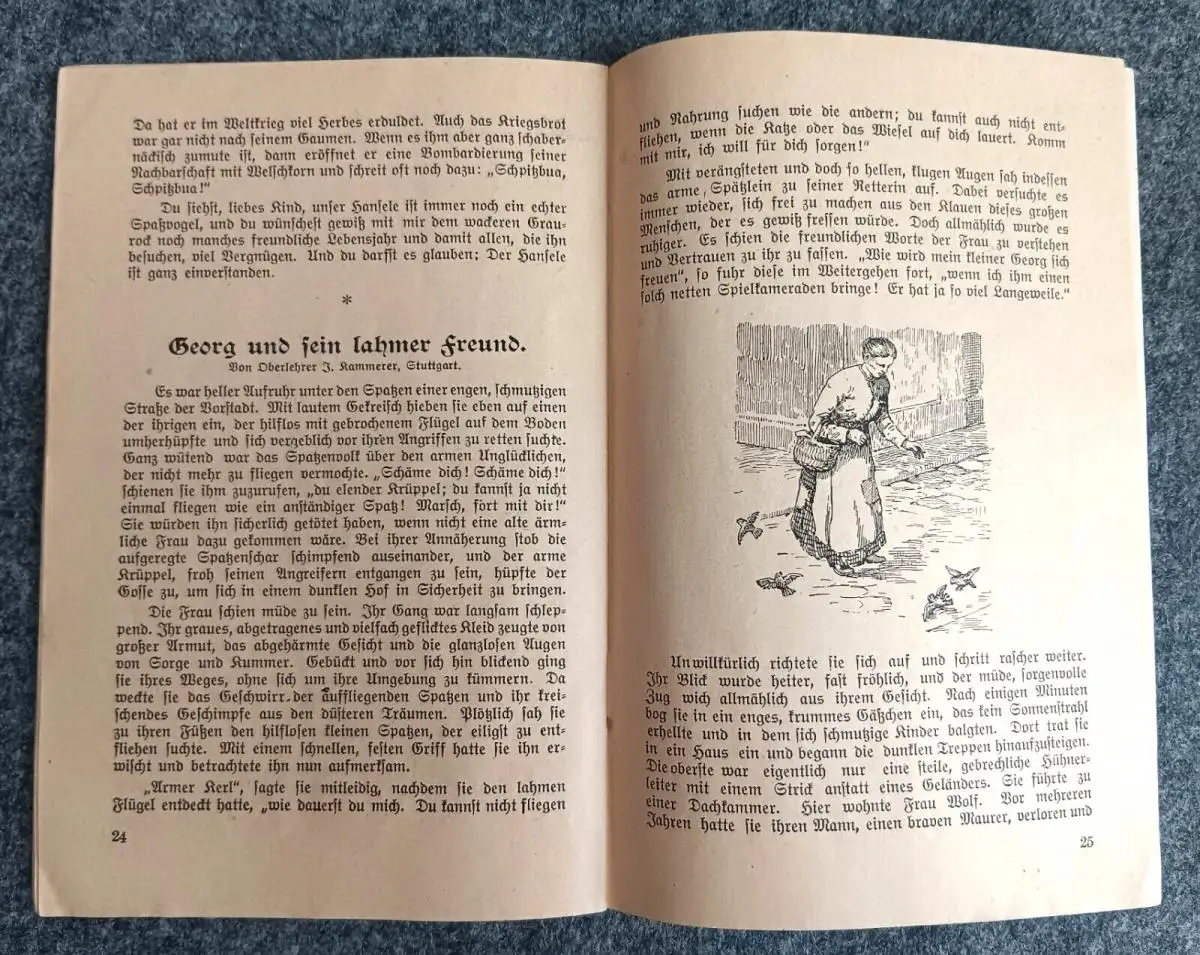 Da hat er im Weltkrieg viel Herbes erduldet. Auch das Kriegsbrot
war gar nicht nach seinem Gaumen. Wenn es ihm aber ganz schaber-
näckisch zumute ist, dann eröffnet er eine Bombardierung seiner
Nachbarschaft mit Welschkorn und schreit oft noch dazu: „Schpitzbua,
Schpitzbua!“
Du siehst, liebes Kind, unser Hansele ist immer noch ein echter
Spaßvogel, und du wünschest gewiß mit mir dem wackeren Grau-
rock noch manches freundliche Lebensjahr und damit allen, die ihn
besuchen, viel Vergnügen. Und du darfst es glauben: Der Hansele
ist ganz einverstanden.
*
Georg und sein lahmer Freund.
Von Oberlehrer J. Kammerer, Stuttgart.
Es war heller Aufruhr unter den Spatzen einer engen, schmutzigen
Straße der Vorstadt. Mit lautem Gekreisch hieben sie eben auf einen
der ihrigen ein, der hilflos mit gebrochenem Flügel auf dem Boden
umherhüpfte und sich vergeblich vor ihren Angriffen zu retten suchte.
Ganz wütend war das Spatzenvolk über den armen Unglücklichen,
der nicht mehr zu fliegen vermochte. „Schäme dich! Schäme dich!“
schienen sie ihm zuzurufen, „du elender Krüppel; du kannst ja nicht
einmal fliegen wie ein anständiger Spatz! Marsch, fort mit dir!“
Sie würden ihn sicherlich getötet haben, wenn nicht eine alte ärm-
liche Frau dazu gekommen wäre. Bei ihrer Annäherung stob die
aufgeregte Spatzenschar schimpfend auseinander, und der arme
Krüppel, froh seinen Angreifern entgangen zu sein, hüpfte der
Gosse zu, um sich in einem dunklen Hof in Sicherheit zu bringen.
Die Frau schien müde zu sein. Ihr Gang war langsam schlep-
pend. Ihr graues, abgetragenes und vielfach geflicktes Kleid zeugte von
großer Armut, das abgehärmte Gesicht und die glanzlosen Augen
von Sorge und Kummer. Gebückt und vor sich hin blickend ging
sie ihres Weges, ohne sich um ihre Umgebung zu kümmern. Da
weckte sie das Geschwirr der auffliegenden Spatzen und ihr krei-
schendes Geschimpfe aus den düsteren Träumen. Plötzlich sah sie
zu ihren Füßen den hilflosen kleinen Spatzen, der eiligst zu ent-
fliehen suchte. Mit einem schnellen, festen Griff hatte sie ihn er-
wischt und betrachtete ihn nun aufmerksam.
„Armer Kerl“, sagte sie mitleidig, nachdem sie den lahmen
Flügel entdeckt hatte, „wie dauerst du mich. Du kannst nicht fliegen
24
und Nahrung suchen wie die andern; du kannst auch nicht ent-
fliehen, wenn die Katze oder das Wiesel auf dich lauert. Komm
mit mir, ich will für dich sorgen!“
Mit verängsteten und doch so hellen, klugen Augen sah indessen
das arme Spätzlein zu seiner Retterin auf. Dabei versuchte es
immer wieder, sich frei zu machen aus den Klauen dieses großen
Menschen, der es gewiß fressen würde. Doch allmählich wurde es
ruhiger. Es schien die freundlichen Worte der Frau zu verstehen
und Vertrauen zu ihr zu fassen. „Wie wird mein kleiner Georg sich
freuen“, so fuhr diese im Weitergehen fort, „wenn ich ihm einen
solch netten Spielkameraden bringe! Er hat ja so viel Langeweile.“
Unwillkürlich richtete sie sich auf und schritt rascher weiter.
Ihr Blick wurde heiter, fast fröhlich, und der müde, sorgenvolle
Zug wich allmählich aus ihrem Gesicht. Nach einigen Minuten
bog sie in ein enges, krummes Gäßchen ein, das kein Sonnenstrahl
erhellte und in dem sich schmutzige Kinder balgten. Dort trat sie
in ein Haus ein und begann die dunklen Treppen hinaufzusteigen.
Die oberste war eigentlich nur eine steile, gebrechliche Hühner-
leiter mit einem Strick anstatt eines Geländers. Sie führte zu
einer Dachkammer. Hier wohnte Frau Wolf. Vor mehreren
Jahren hatte sie ihren Mann, einen braven Maurer, verloren und
25